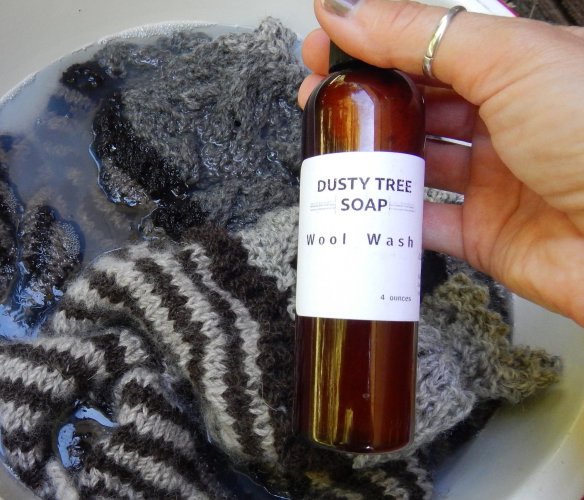 DUSTY TREE
SOAP
Wool Wash
4 ounces